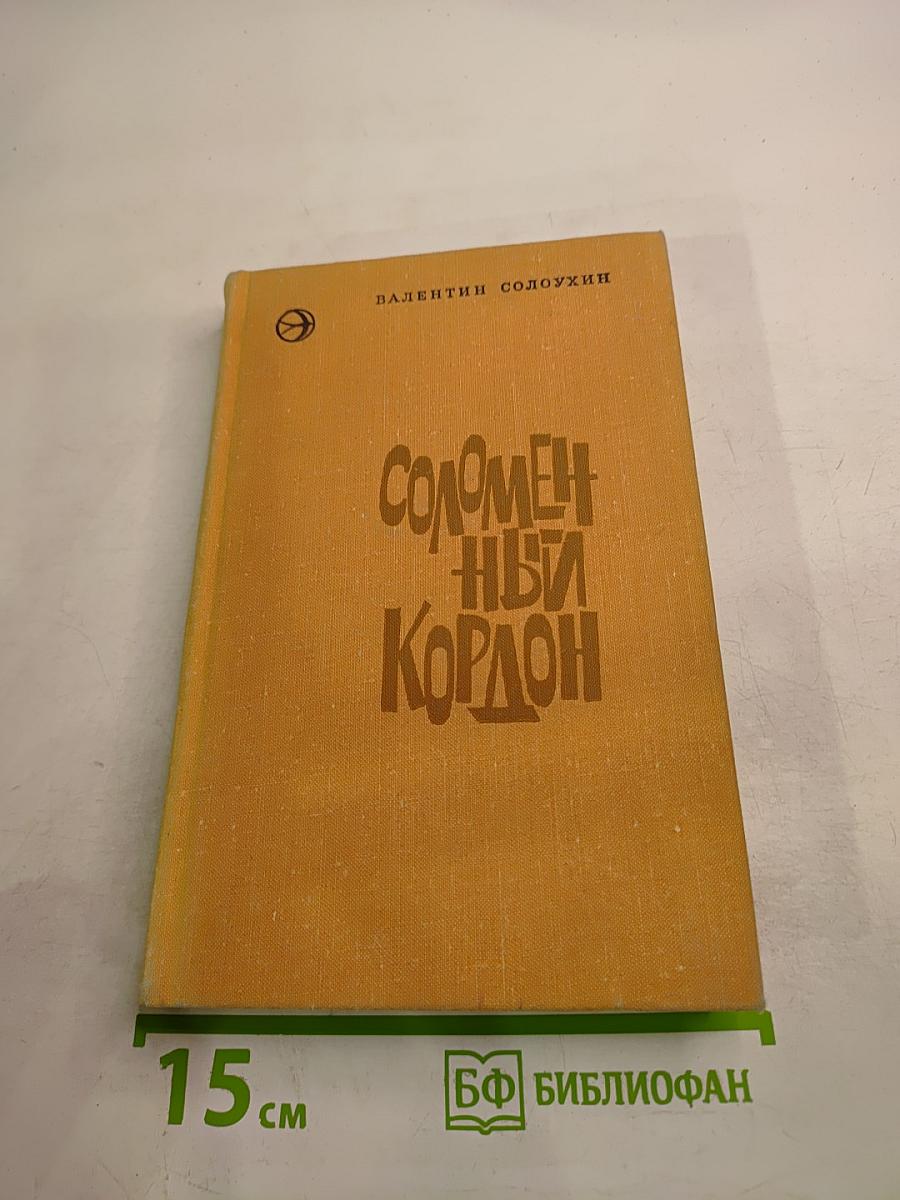 ВАЛЕНТИН СОЛОУХИН
СОЛОМЕН
НЫЙ
КОРДОН
15 см
БФ БИБЛИОФАН